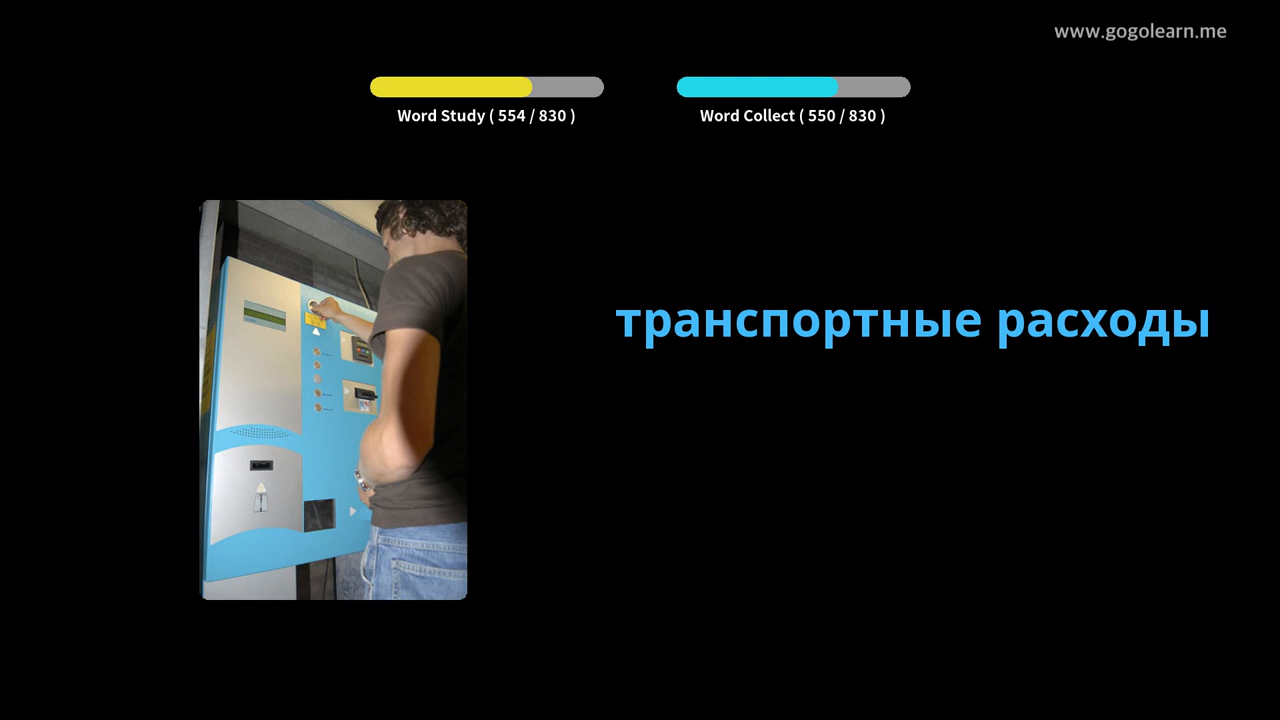 www.gogolearn.me
Word Study ( 554 / 830 )
Word Collect ( 550 / 830 )
транспортные расходы